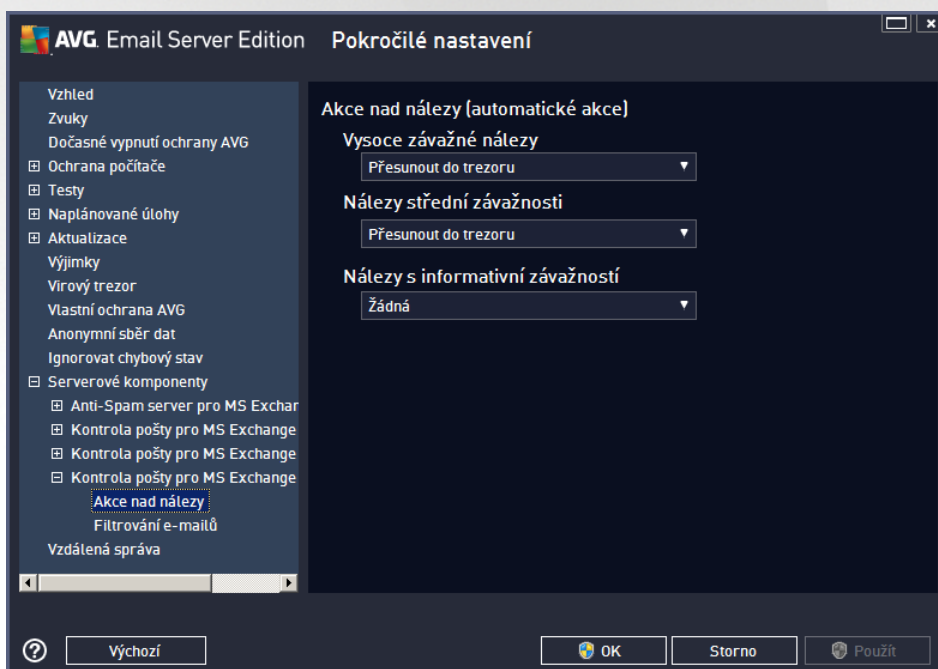 AVG. Email Server Edition Pokročilé nastavení
Vzhled
Zvuky
Dočasné vypnutí ochrany AVG
Ochrana počítače
Testy
Naplánované úlohy
Aktualizace
Výjimky
Virový trezor
Vlastní ochrana AVG
Anonymní sběr dat
Ignorovat chybový stav
Serverové komponenty
Anti-Spam server pro MS Exchar
Kontrola pošty pro MS Exchange
Kontrola pošty pro MS Exchange
Kontrola pošty pro MS Exchange
Akce nad nálezy
Filtrování e-mailů
Vzdálená správa
Akce nad nálezy (automatické akce)
Vysoce závažné nálezy
Přesunout do trezoru
Nálezy střední závažnosti
Přesunout do trezoru
Nálezy s informativní závažností
Žádná
Výchozí
OK
Storno
Použít